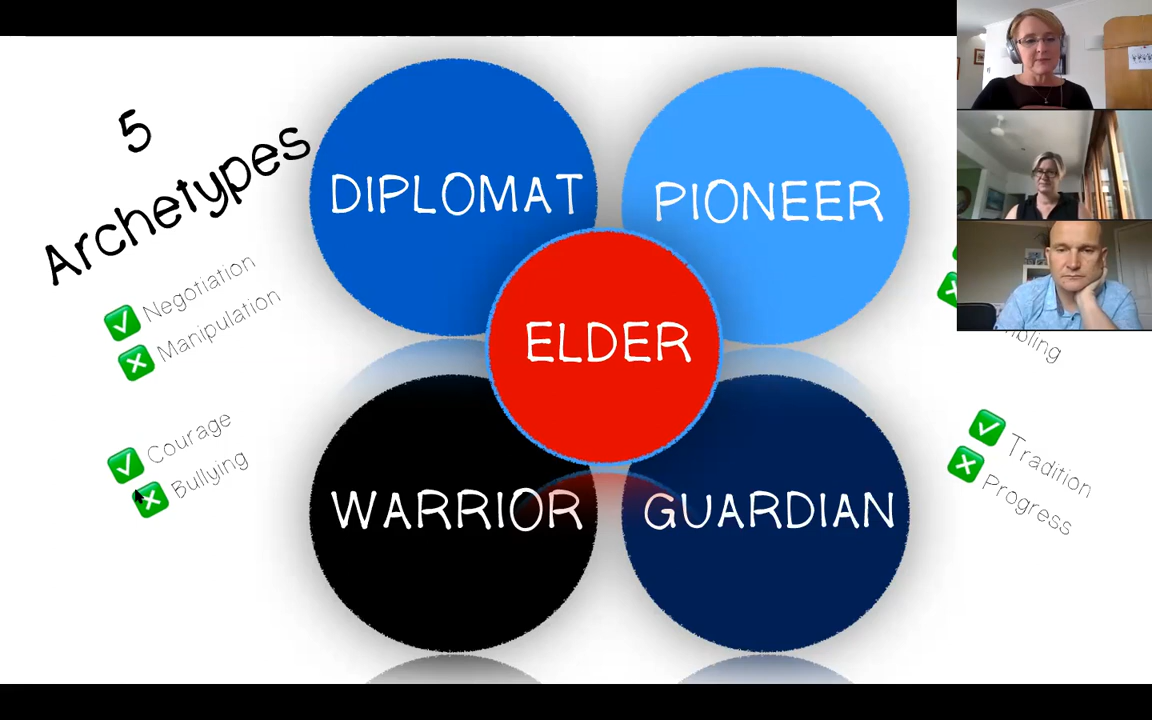 5
Archetypes
Negotiation
Manipulation
Courage
Bullying
DIPLOMAT
PIONEER
ELDER
WARRIOR
GUARDIAN
Tradition
Progress